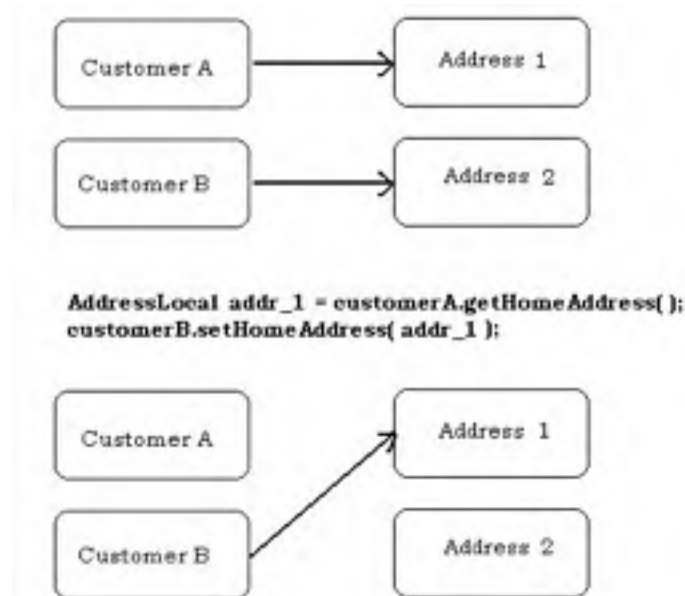 Customer A
Address 1
Customer B
Address 2
AddressLocal addr_1 = customerA.getHomeAddress( );
customerB.setHomeAddress( addr_1 );
Customer A
Address 1
Customer B
Address 2